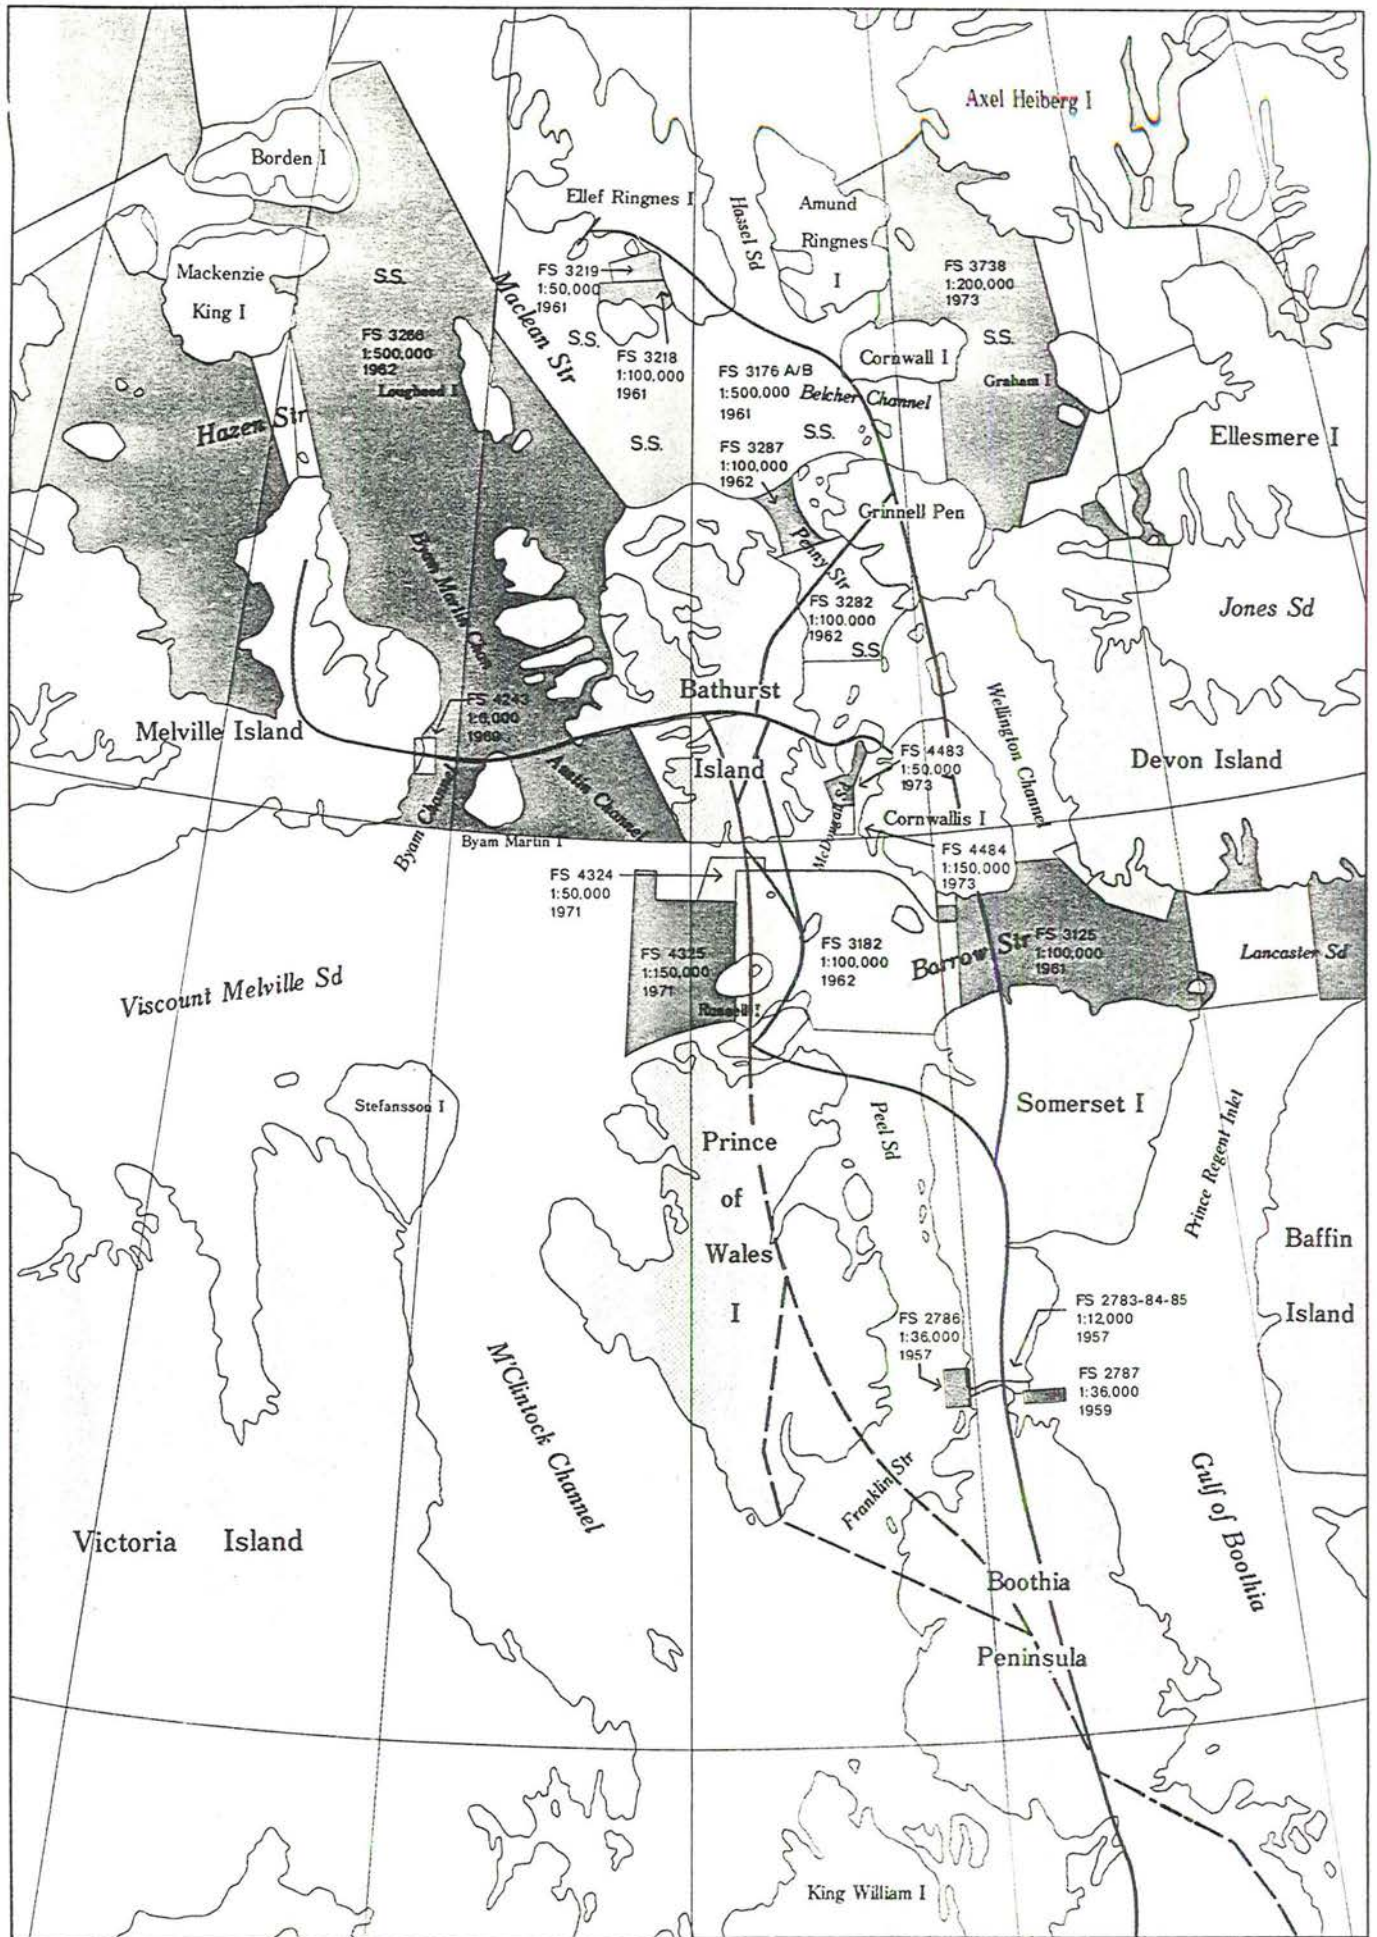 Axel Heiberg I
Borden I
Ellef Ringnes I
Hassel Sd
Amund
Ringnes
I
Mackenzie
King I
S.S.
Maclean Str
FS 3219
1:50,000
1961
FS 3738
1:200,000
1973
S.S.
FS 3266
1:500,000
1962
Lougheed I
S.S.
FS 3218
1:100,000
1961
FS 3176 A/B
1:500,000
1961
Belcher Channel
Cornwall I
Graham I
Hazen Str
S.S.
S.S.
Ellesmere I
FS 3287
1:100,000
1962
Grinnell Pen
Penny Str
Byam Martin Chan
FS 3282
1:100.000
1962
S.S.
Jones Sd
Bathurst
Island
Wellington Channel
Melville Island
FS 4243
1:6,000
1969
Austin Channel
Byam Channel
Byam Martin I
FS 4483
1:50,000
1973
Devon Island
McDougall Sd
Cornwallis I
FS 4484
1:150,000
1973
FS 4324
1:50,000
1971
FS 4325
1:150,000
1971
FS 3182
1:100,000
1962
Barrow Str
FS 3125
1:100,000
1961
Lancaster Sd
Viscount Melville Sd
Russell I
Stefansson I
Somerset I
Peel Sd
Prince Regent Inlet
Prince
of
Wales
I
Baffin
Island
FS 2783-84-85
1:12,000
1957
FS 2786
1:36,000
1957
FS 2787
1:36,000
1959
M'Clintock Channel
Franklin Str
Gulf of Boothia
Victoria Island
Boothia
Peninsula
King William I